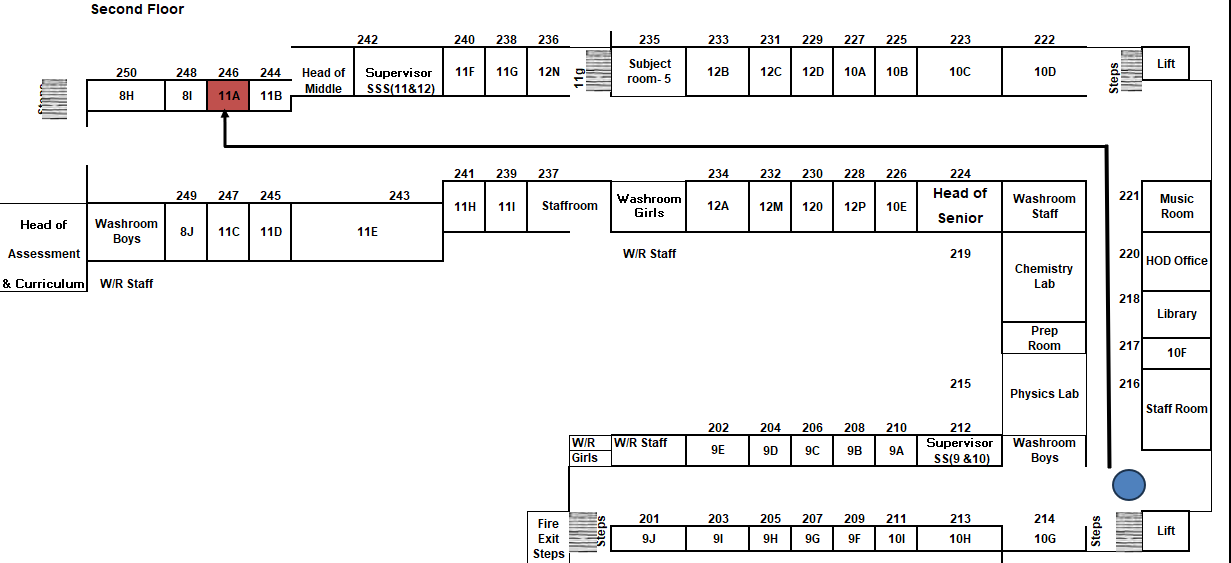 Second Floor
242 240 238 236 235 233 231 229 227 225 223 222
250 248 246 244
Head of Middle
Supervisor SSS(11&12)
11F 11G 12N
11g
Subject room- 5
12B 12C 12D 10A 10B 10C 10D
Steps
Lift
Steps
8H 8I 11A 11B
241 239 237 234 232 230 228 226 224
249 247 245 243
221
11H 11I Staffroom
Washroom Girls
12A 12M 120 12P 10E
Head of Senior
Washroom Staff
Music Room
Head of
Assessment
& Curriculum
Washroom Boys
8J 11C 11D 11E
W/R Staff
W/R Staff
219
Chemistry Lab
220
HOD Office
218
Library
Prep Room
217
10F
215
Physics Lab
216
Staff Room
202 204 206 208 210 212
W/R Girls
W/R Staff
9E 9D 9C 9B 9A
Supervisor SS(9 &10)
Washroom Boys
Fire Exit Steps
Steps
201 203 205 207 209 211 213 214
9J 9I 9H 9G 9F 10I 10H 10G
Steps
Lift